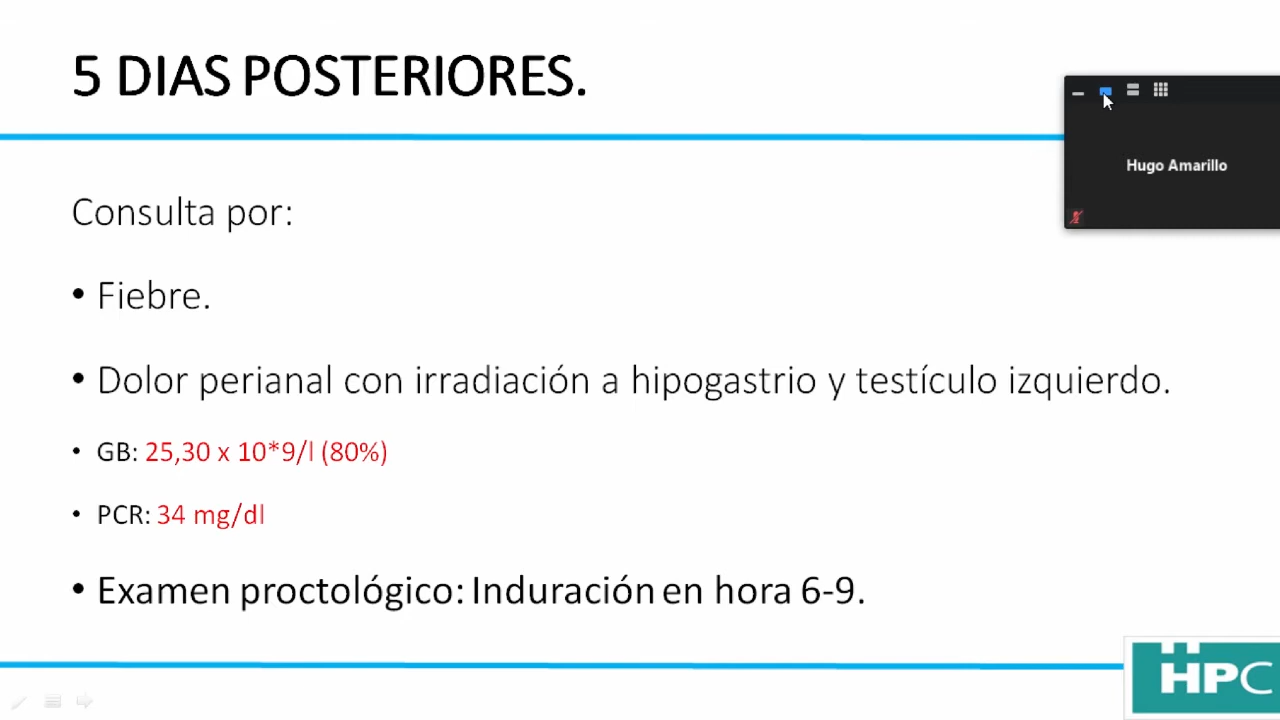 5 DIAS POSTERIORES.
Hugo Amarillo
Consulta por:
• Fiebre.
• Dolor perianal con irradiación a hipogastrio y testículo izquierdo.
• GB: 25,30 x 10*9/l (80%)
• PCR: 34 mg/dl
• Examen proctológico: Induración en hora 6-9.
HPC